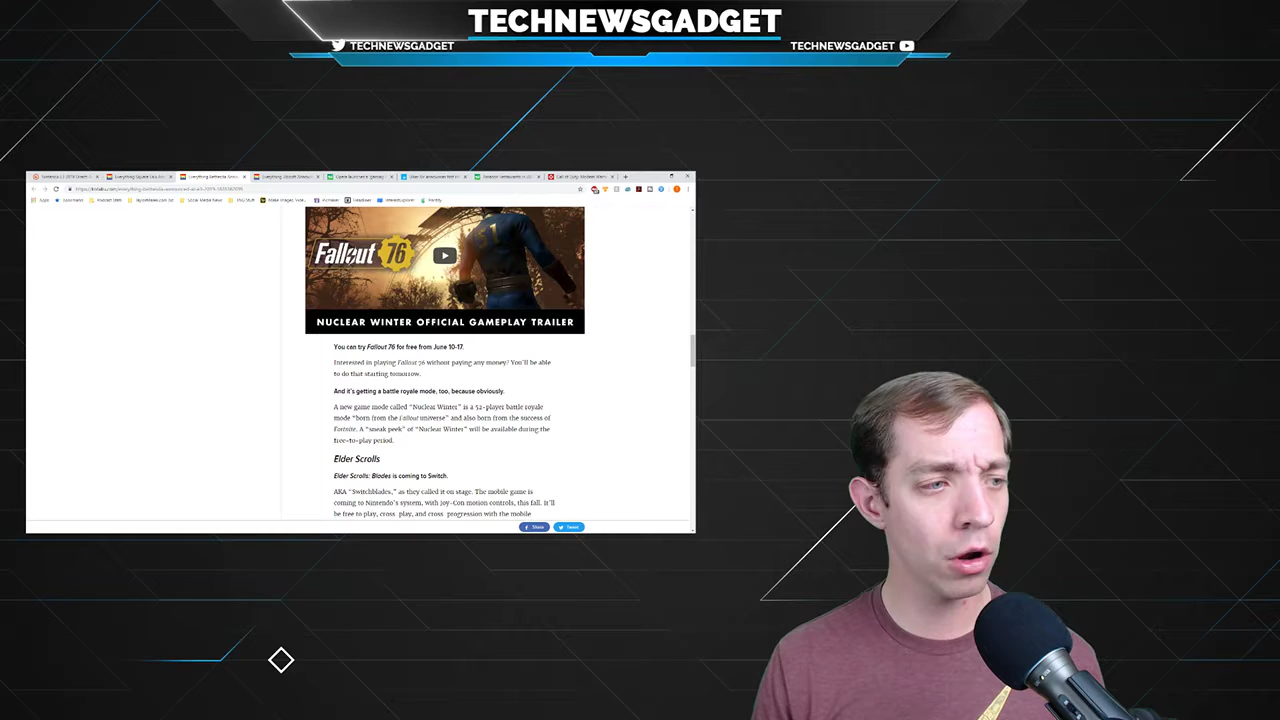 TECHNEWSGADGET
TECHNEWSGADGET
TECHNEWSGADGET
Apps
Fallout 76
NUCLEAR WINTER OFFICIAL GAMEPLAY TRAILER
You can try Fallout 76 for free from June 10-17.
Interested in playing Fallout 76 without paying any money? You'll be able
to do that starting tomorrow.
And it's getting a battle royale mode, too, because obviously.
A new game mode called "Nuclear Winter" is a 52-player battle royale
mode "born from the Fallout universe" and also born from the success of
Fortnite. A "sneak peek" of "Nuclear Winter" will be available during the
free-to-play period.
Elder Scrolls
Elder Scrolls: Blades is coming to Switch.
AKA "Switchblades," as they called it on stage. The mobile game is
coming to Nintendo's system, with Joy-Con motion controls, this fall. It'll
be free to play, cross-play, and cross-progression with the mobile
Share
Tweet